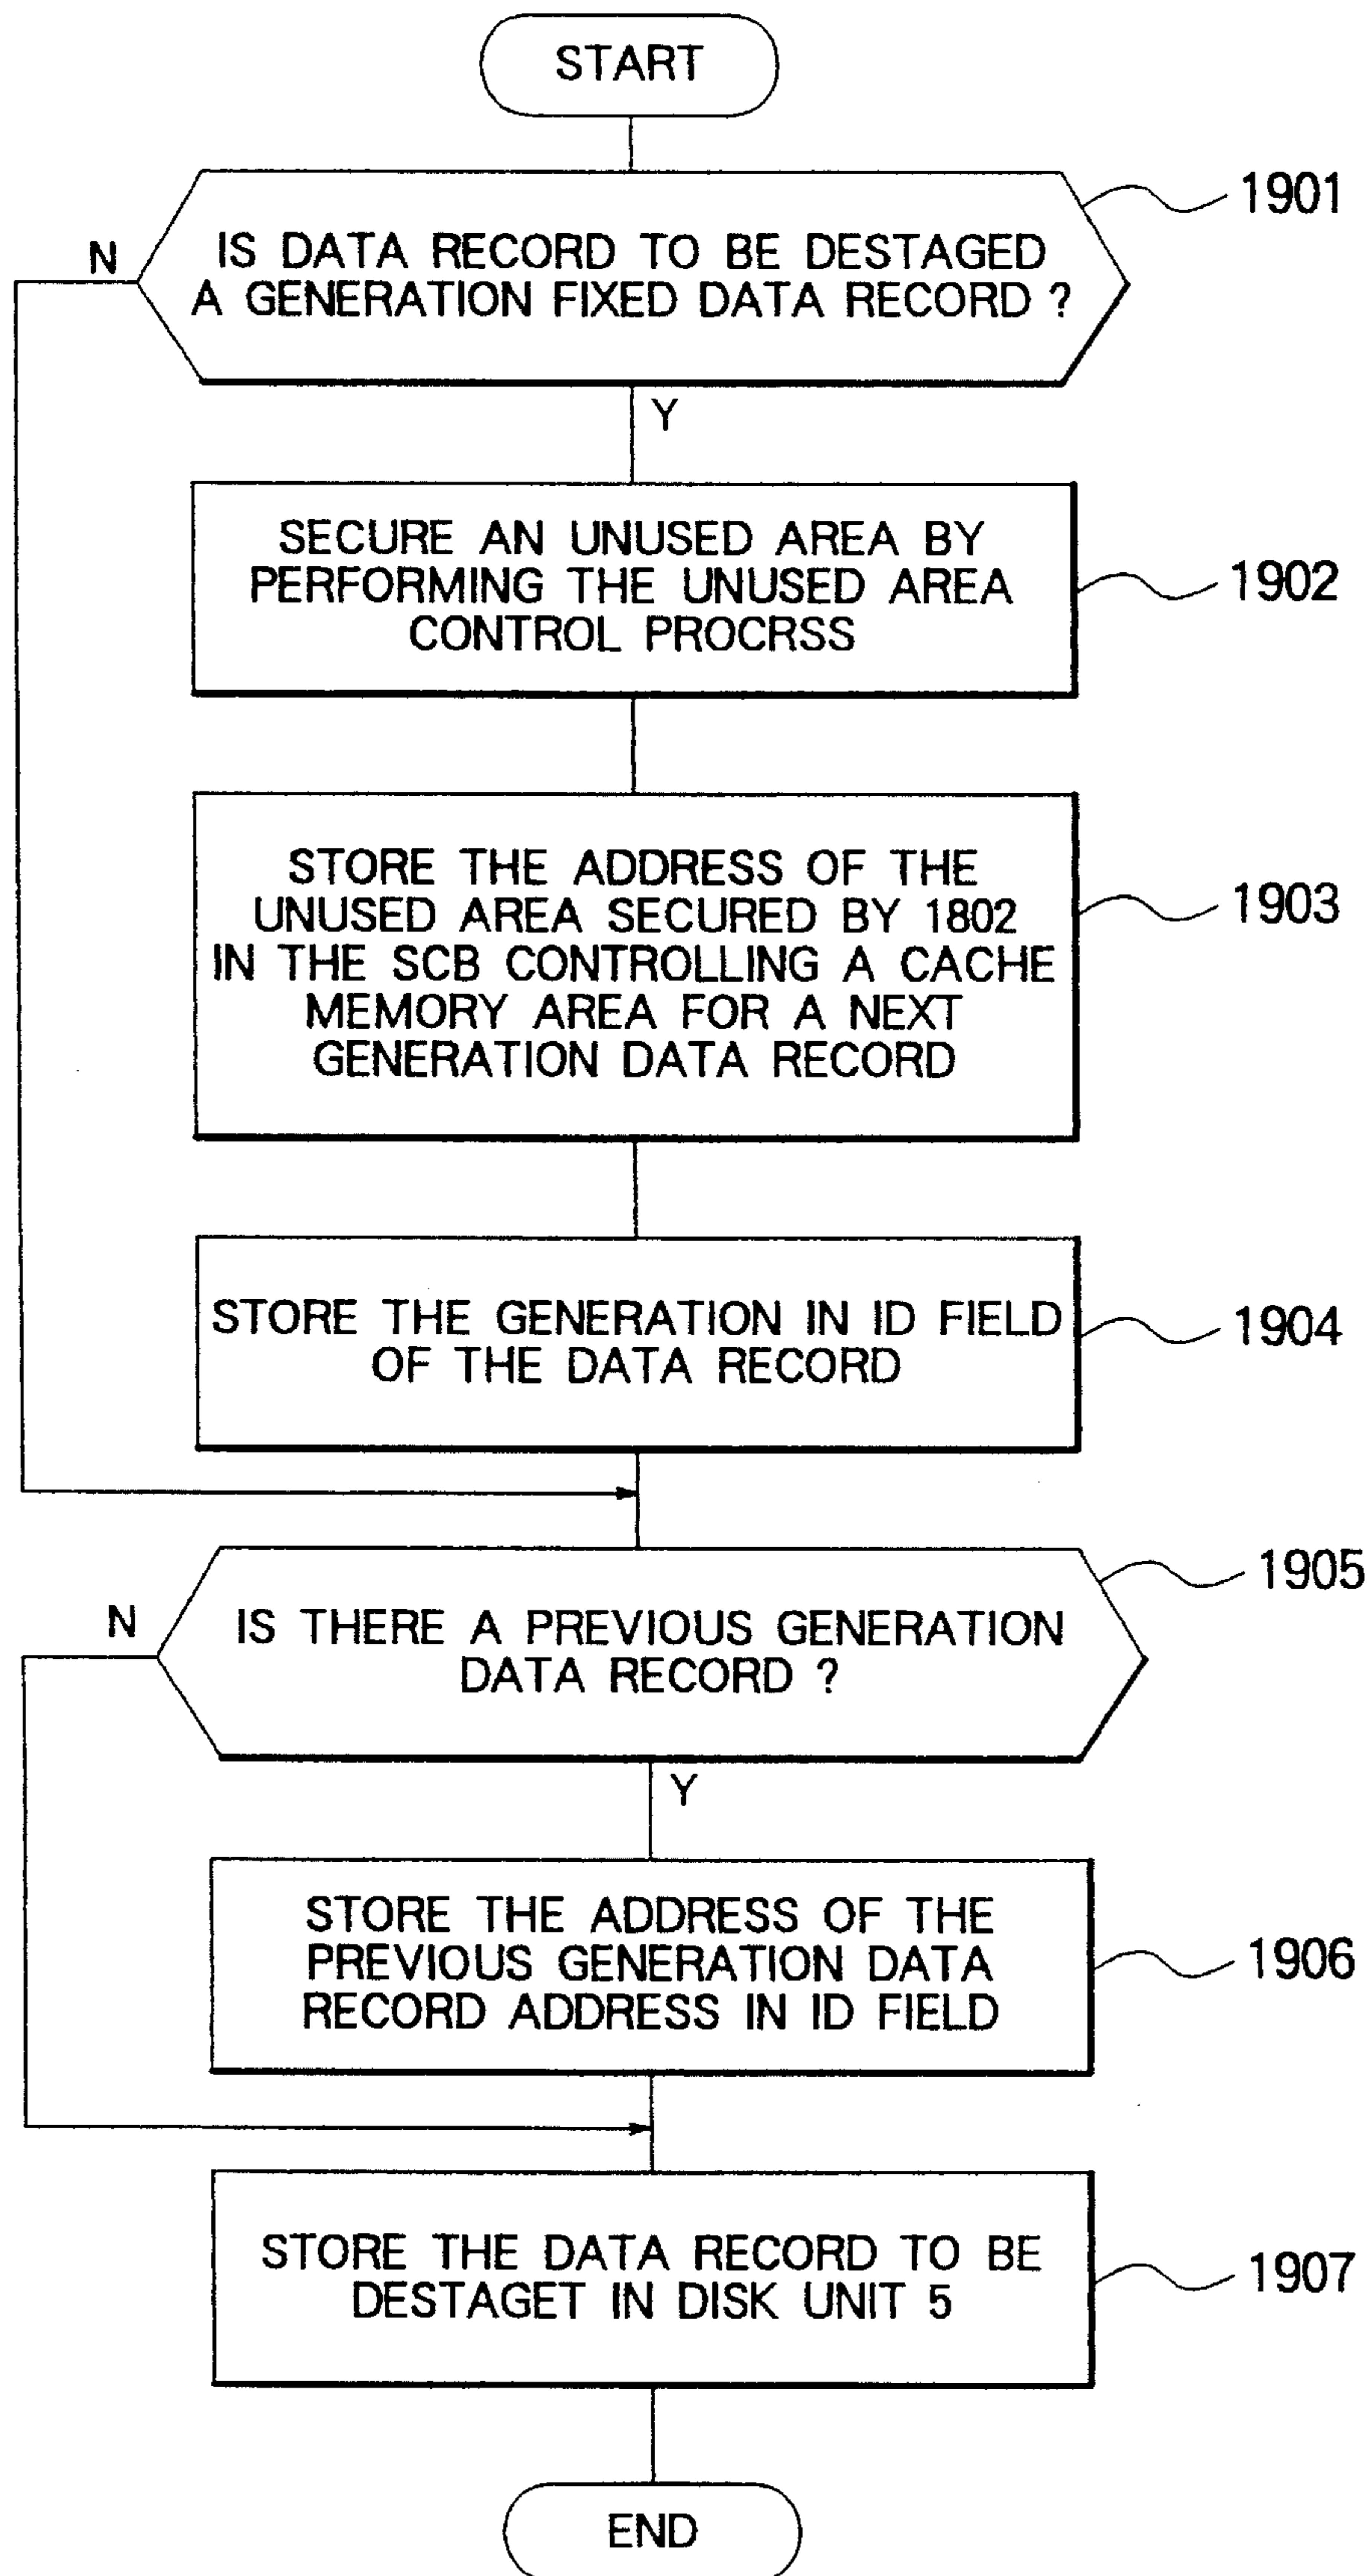 START
1901
N
IS DATA RECORD TO BE DESTAGED
A GENERATION FIXED DATA RECORD ?
Y
SECURE AN UNUSED AREA BY
PERFORMING THE UNUSED AREA
CONTROL PROCRSS
1902
STORE THE ADDRESS OF THE
UNUSED AREA SECURED BY 1802
IN THE SCB CONTROLLING A CACHE
MEMORY AREA FOR A NEXT
GENERATION DATA RECORD
1903
STORE THE GENERATION IN ID FIELD
OF THE DATA RECORD
1904
1905
N
IS THERE A PREVIOUS GENERATION
DATA RECORD ?
Y
STORE THE ADDRESS OF THE
PREVIOUS GENERATION DATA
RECORD ADDRESS IN ID FIELD
1906
STORE THE DATA RECORD TO BE
DESTAGET IN DISK UNIT 5
1907
END